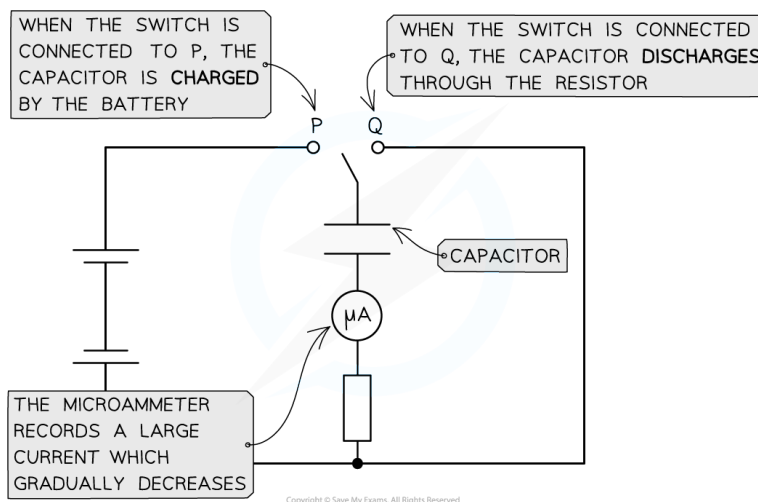 WHEN THE SWITCH IS
CONNECTED TO P, THE
CAPACITOR IS CHARGED
BY THE BATTERY
WHEN THE SWITCH IS CONNECTED
TO Q, THE CAPACITOR DISCHARGES
THROUGH THE RESISTOR
P
Q
CAPACITOR
μA
THE MICROAMMETER
RECORDS A LARGE
CURRENT WHICH
GRADUALLY DECREASES
Copyright © Save My Exams. All Rights Reserved